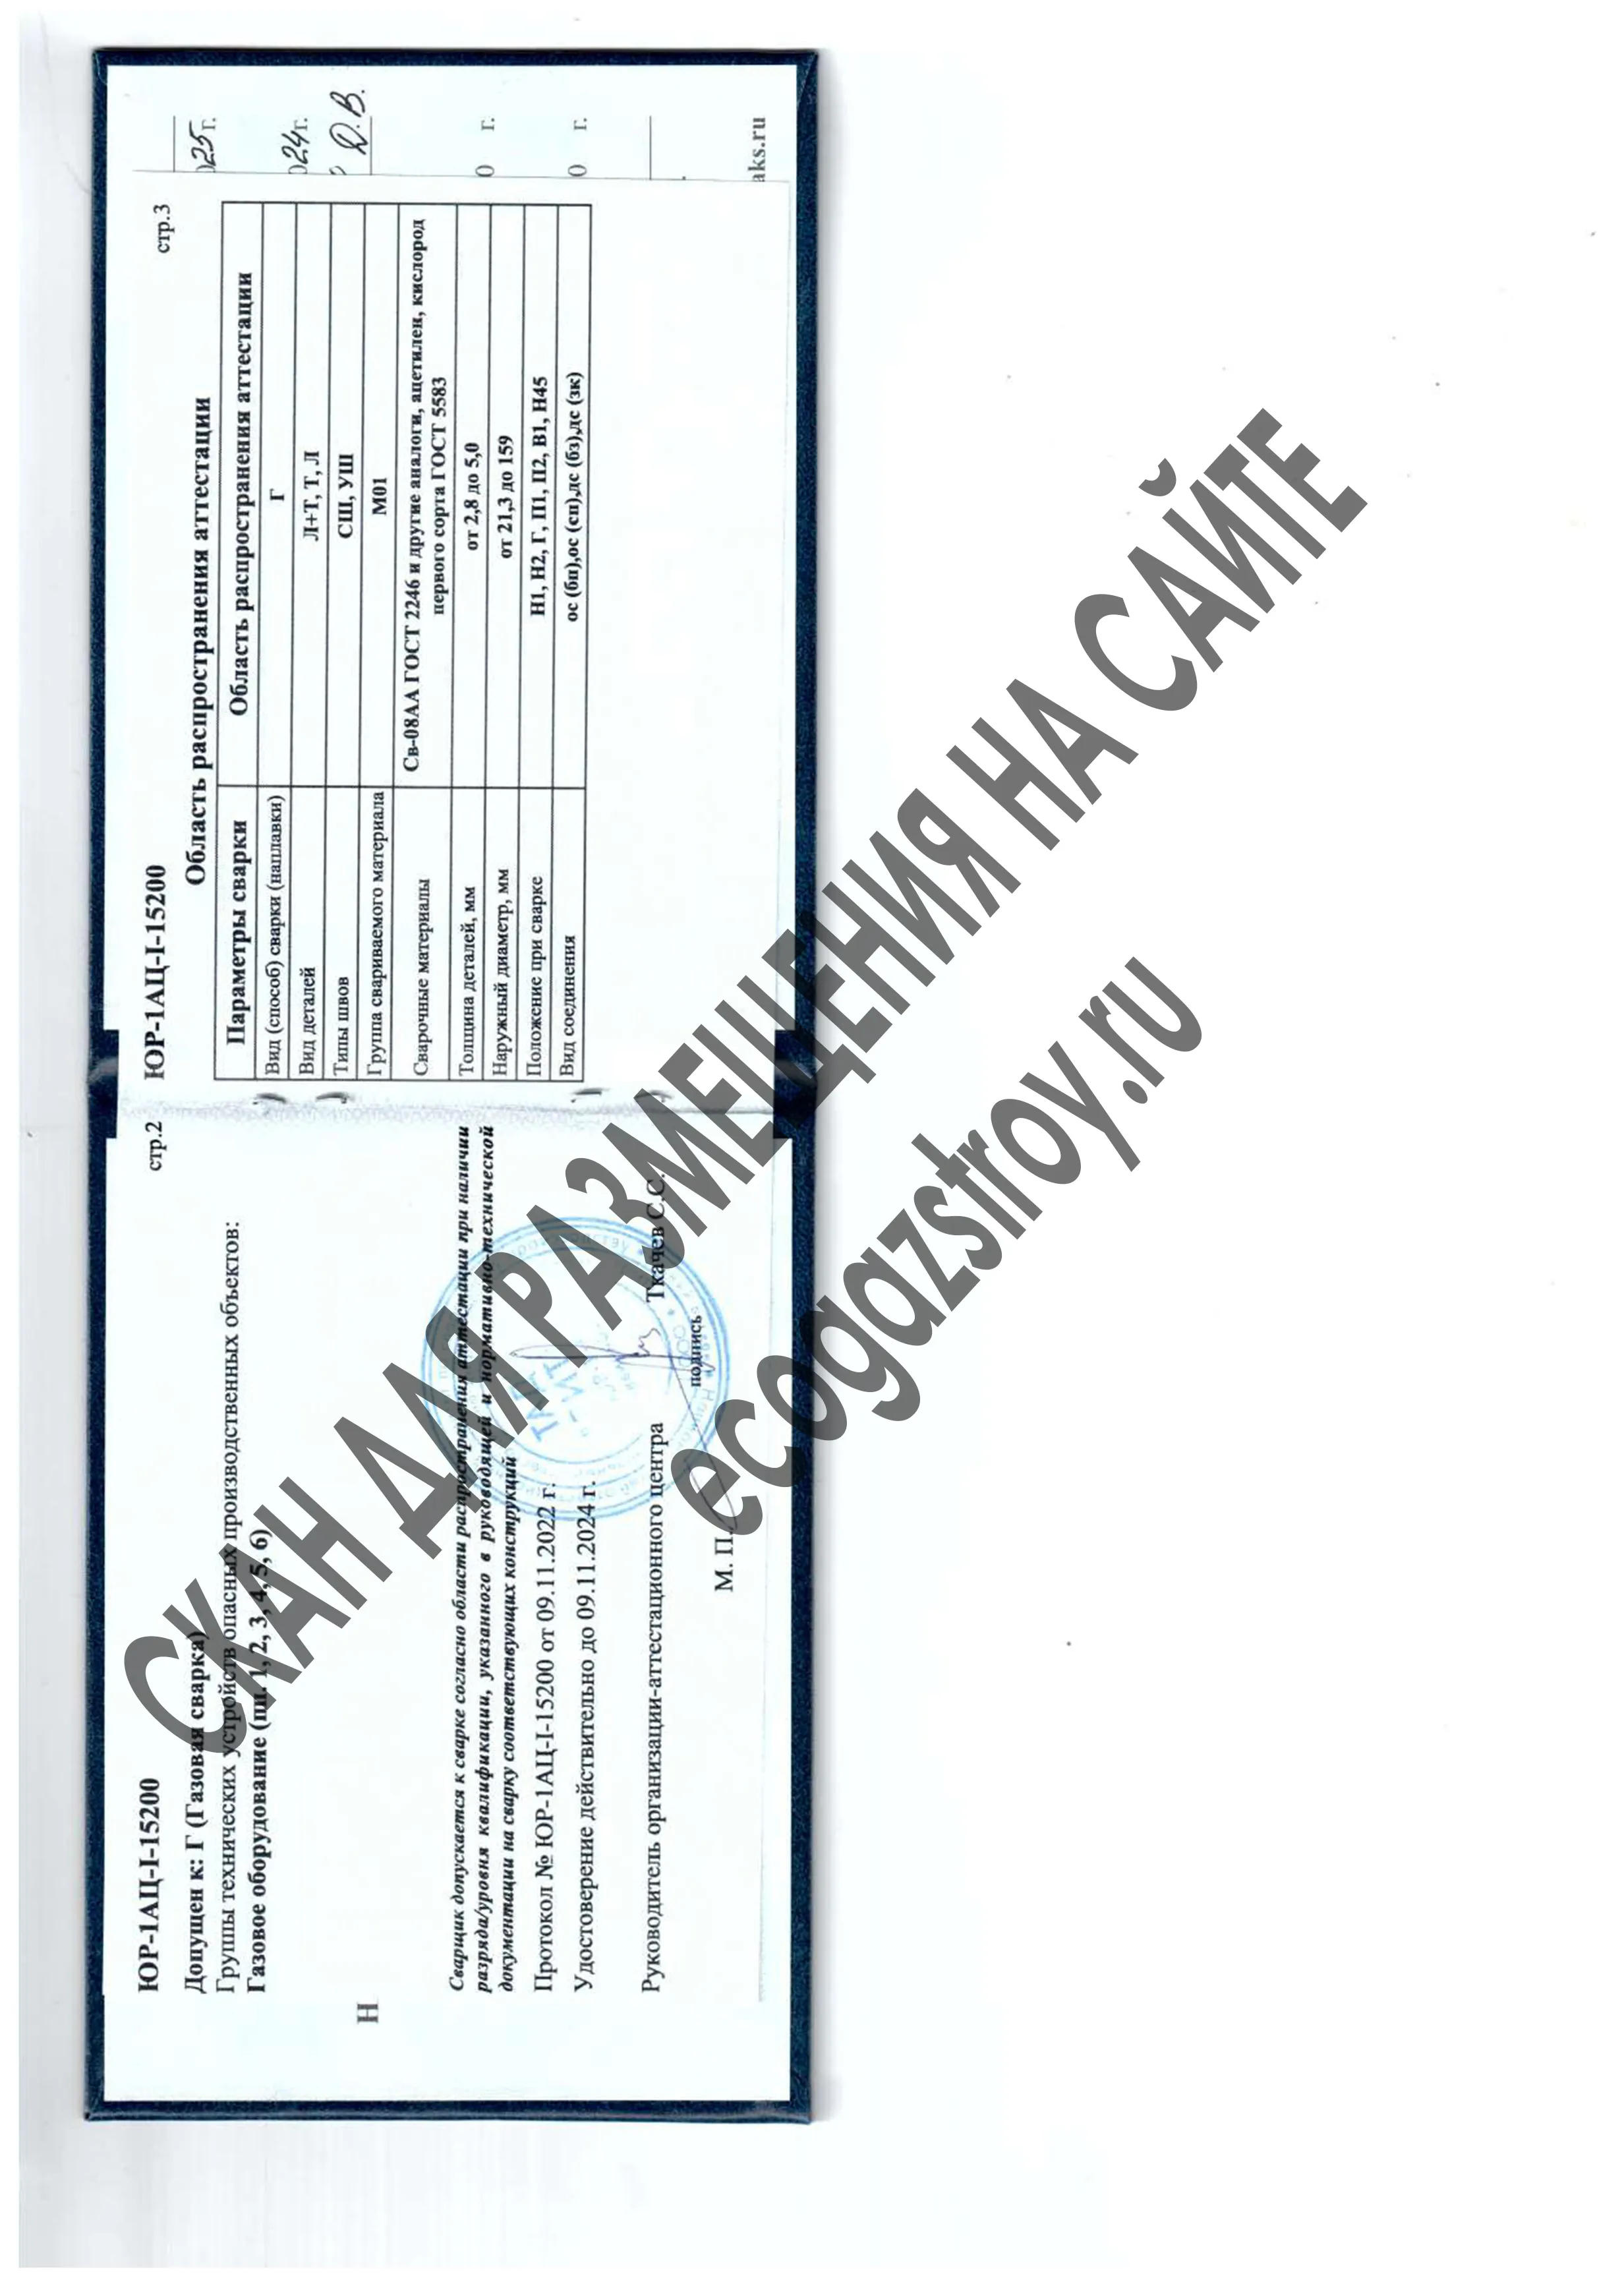 ЮР-1АЦ-I-15200 стр.2
Допущен к: Г (Газовая сварка)
Группы технических устройств опасных производственных объектов:
Газовое оборудование (пп. 1, 2, 3, 4, 5, 6)
Н
Сварщик допускается к сварке согласно области распространения аттестации при наличии
разряда/уровня квалификации, указанного в руководящей и нормативно-технической
документации на сварку соответствующих конструкций
Протокол № ЮР-1АЦ-I-15200 от 09.11.2022 г.
Удостоверение действительно до 09.11.2024 г.
Руководитель организации-аттестационного центра Ткачев С.С.
подпись
М. П.
ЮР-1АЦ-I-15200 стр.3
Область распространения аттестации
Параметры сварки Область распространения аттестации
Вид (способ) сварки (наплавки) Г
Вид деталей Л+Т, Т, Л
Типы швов СШ, УШ
Группа свариваемого материала М01
Сварочные материалы Св-08АА ГОСТ 2246 и другие аналоги, ацетилен, кислород
первого сорта ГОСТ 5583
Толщина деталей, мм от 2,8 до 5,0
Наружный диаметр, мм от 21,3 до 159
Положение при сварке Н1, Н2, Г, П1, П2, В1, Н45
Вид соединения ос (бп),ос (сп),дс (бз),дс (зк)
25 г.
24 г.
Д.В.
0 г.
0 г.
aks.ru
СКАН ДЛЯ РАЗМЕЩЕНИЯ НА САЙТЕ
ecogazstroy.ru